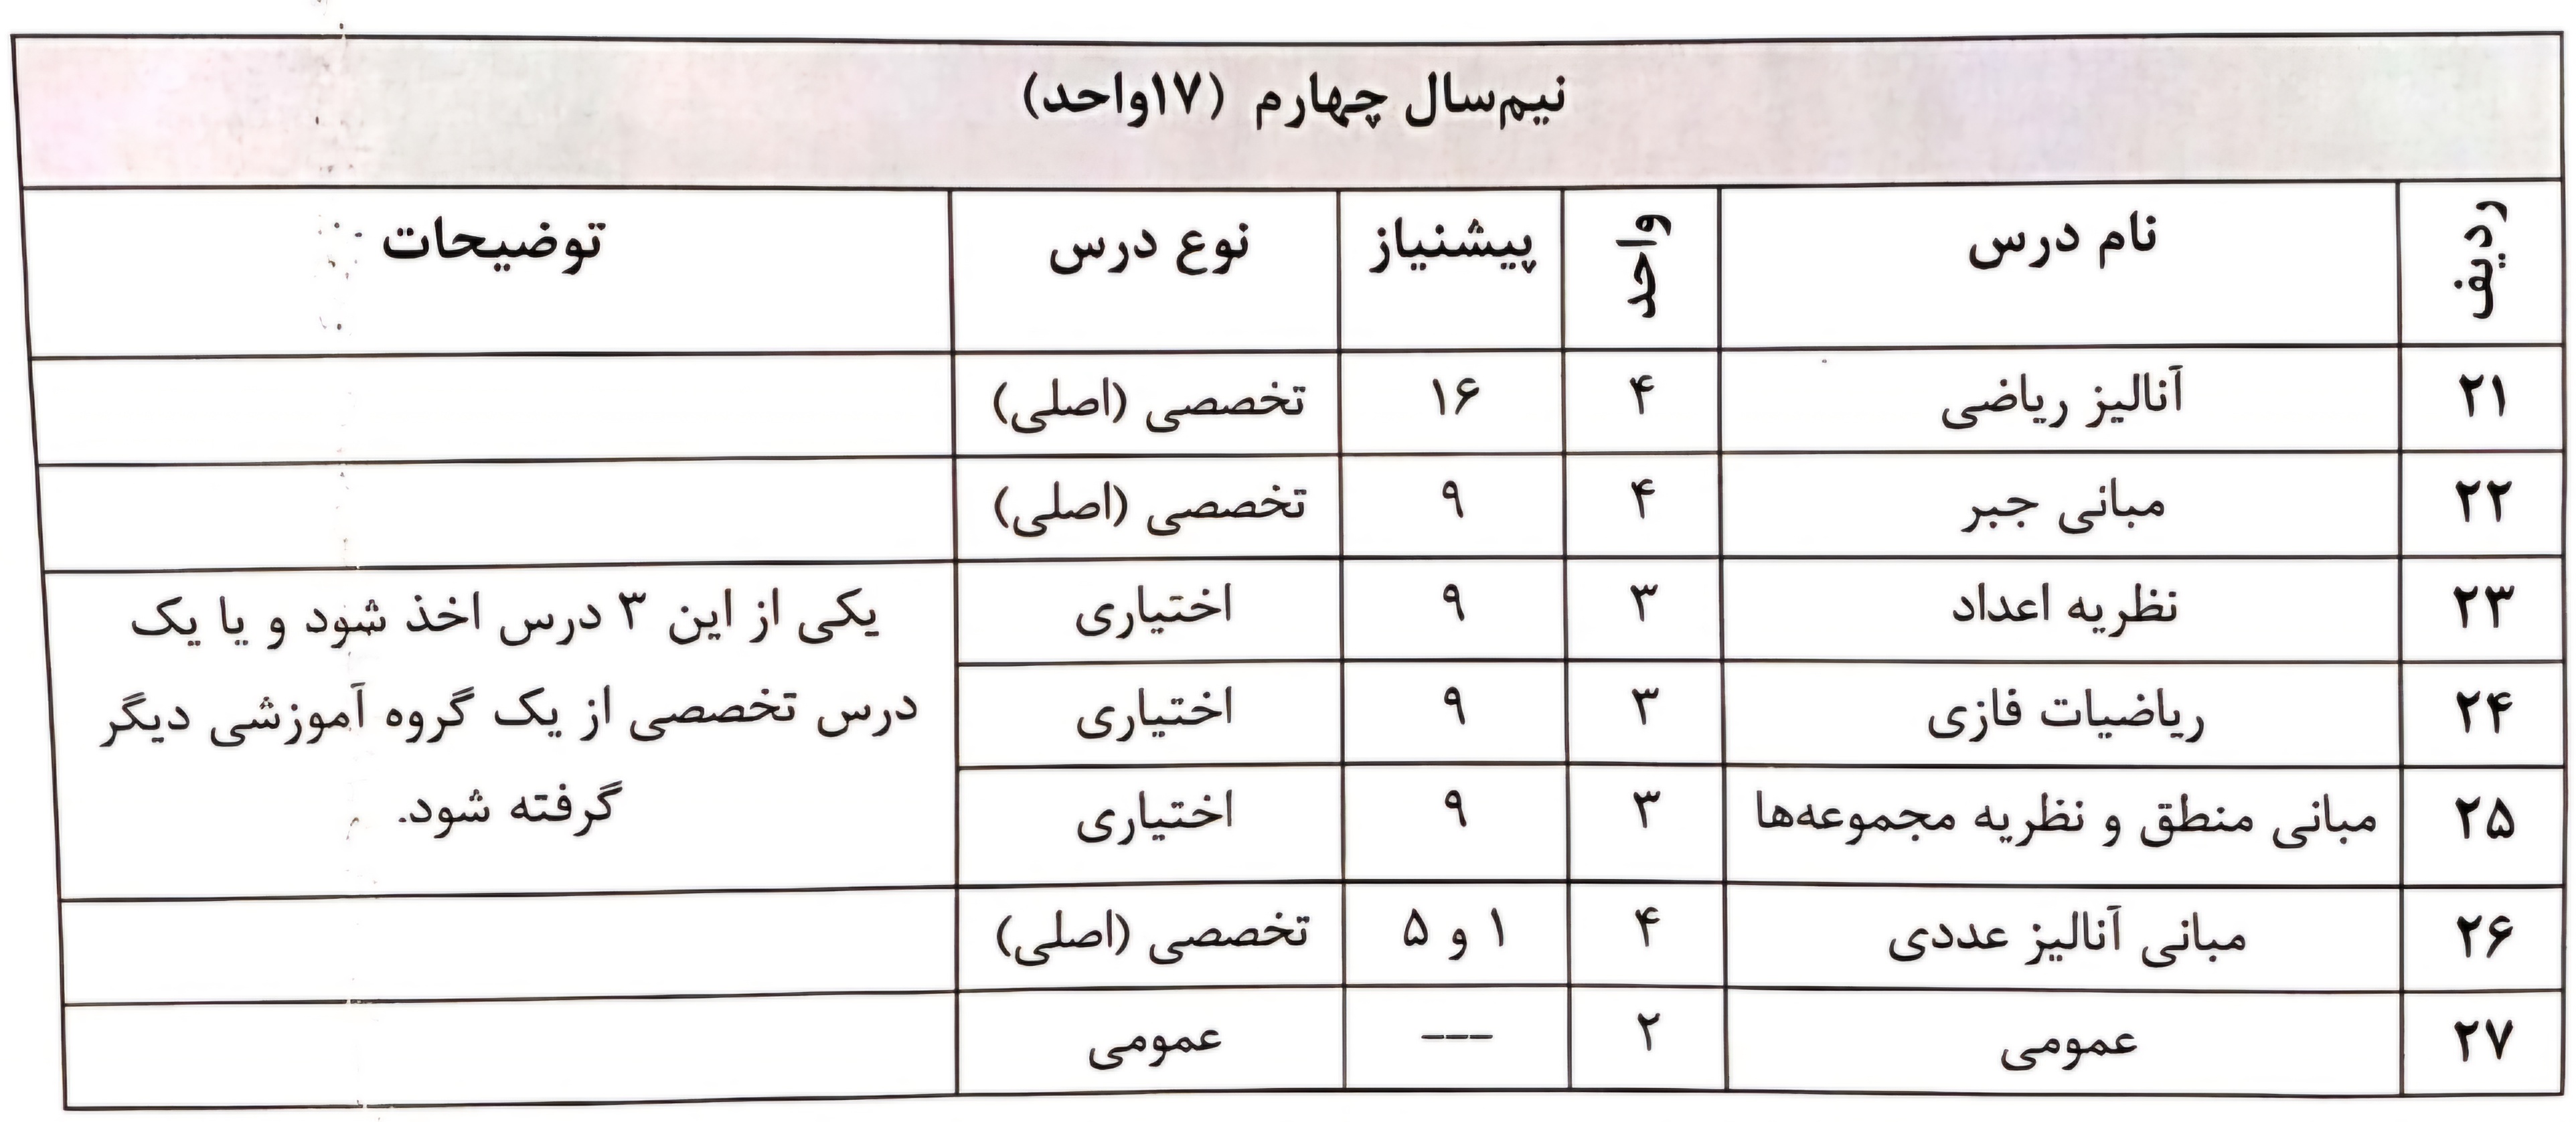 نیم‌سال چهارم (۱۷واحد)
ردیف نام درس واحد پیشنیاز نوع درس توضیحات
۲۱ آنالیز ریاضی ۴ ۱۶ تخصصی (اصلی)
۲۲ مبانی جبر ۴ ۹ تخصصی (اصلی)
۲۳ نظریه اعداد ۳ ۹ اختیاری یکی از این ۳ درس اخذ شود و یا یک
۲۴ ریاضیات فازی ۳ ۹ اختیاری درس تخصصی از یک گروه آموزشی دیگر
۲۵ مبانی منطق و نظریه مجموعه‌ها ۳ ۹ اختیاری گرفته شود.
۲۶ مبانی آنالیز عددی ۴ ۱ و ۵ تخصصی (اصلی)
۲۷ عمومی ۲ --- عمومی